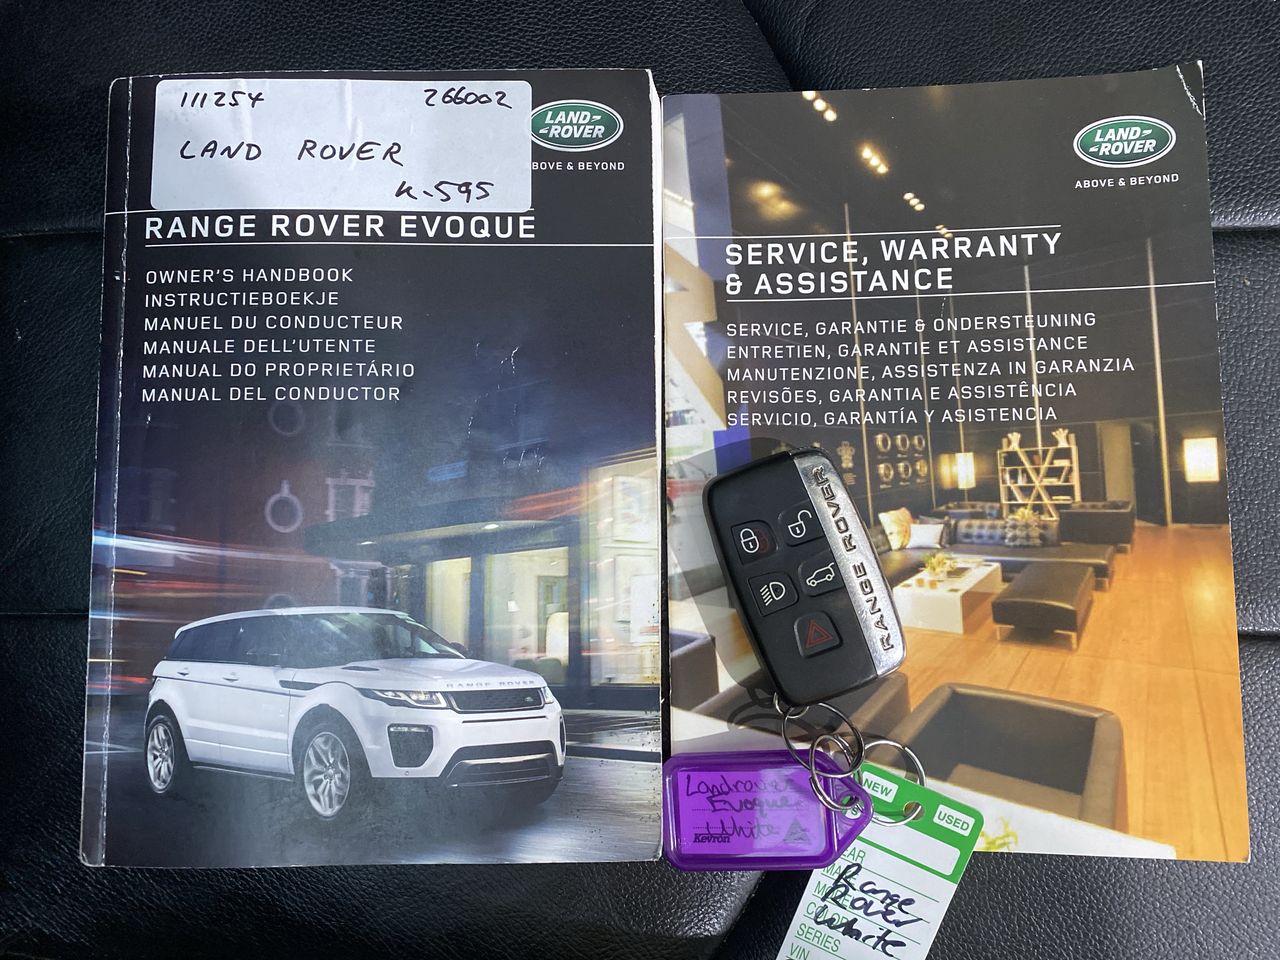 111254 266002
LAND ROVER
K-595
LAND-
-ROVER
BOVE & BEYOND
RANGE ROVER EVOQUE
OWNER'S HANDBOOK
INSTRUCTIEBOEKJE
MANUEL DU CONDUCTEUR
MANUALE DELL'UTENTE
MANUAL DO PROPRIETÁRIO
MANUAL DEL CONDUCTOR
RANGE ROVER
LAND-
-ROVER
ABOVE & BEYOND
SERVICE, WARRANTY
& ASSISTANCE
SERVICE, GARANTIE & ONDERSTEUNING
ENTRETIEN, GARANTIE ET ASSISTANCE
MANUTENZIONE, ASSISTENZA IN GARANZIA
REVISÕES, GARANTIA E ASSISTÊNCIA
SERVICIO, GARANTÍA Y ASISTENCIA
RANGE ROVER
Landrover
Evoque
White
Kevron
NEW
USED
Range
Rover
White
SERIES
VIN